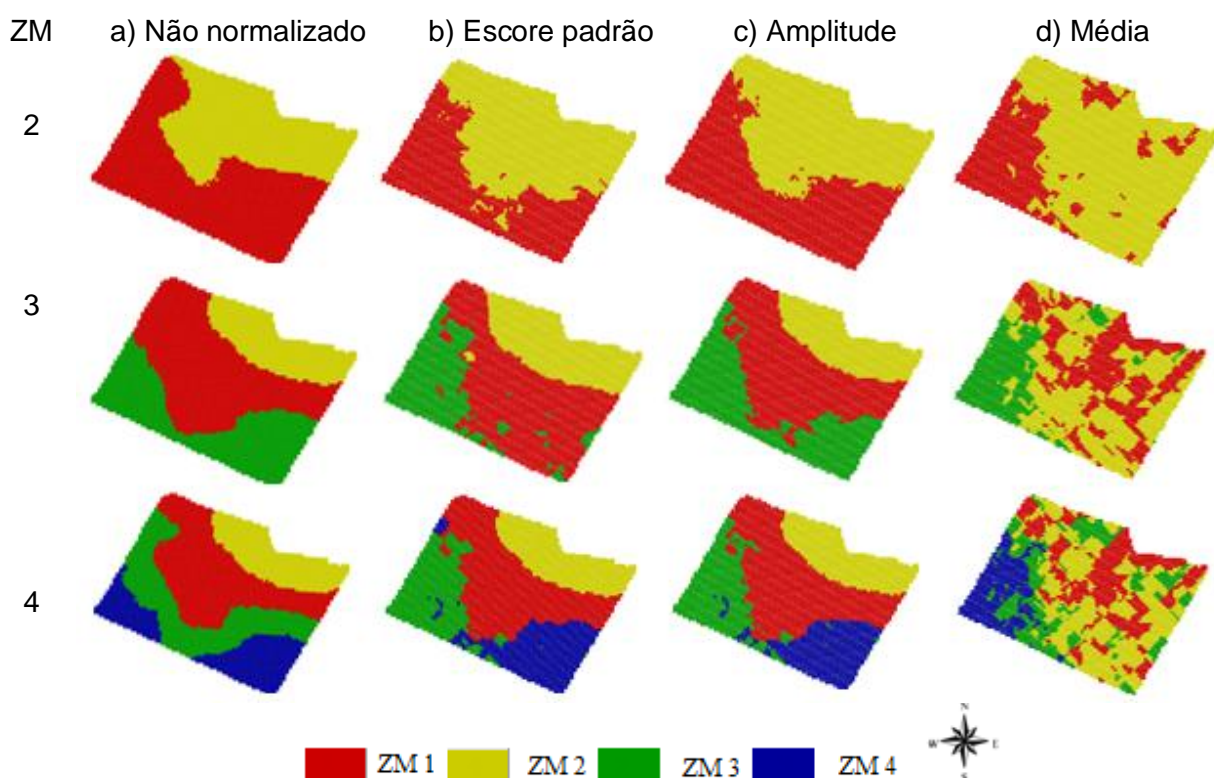 ZM a) Não normalizado b) Escore padrão c) Amplitude d) Média
2
3
4
N
W E
S
ZM 1 ZM 2 ZM 3 ZM 4